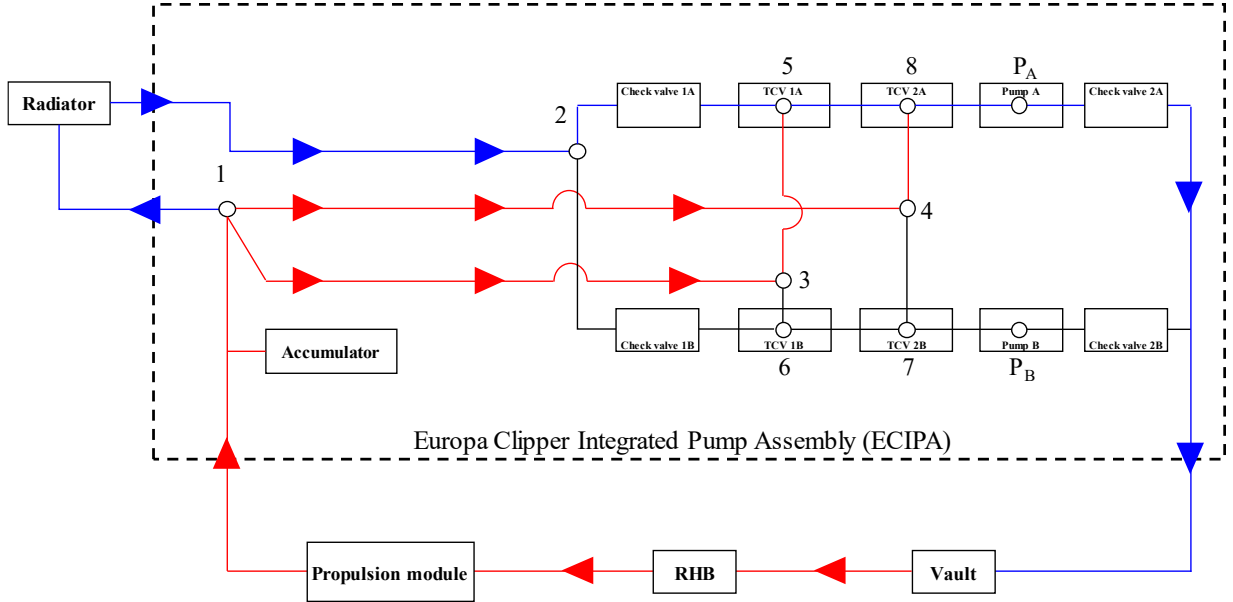 5
8
P_A
Radiator
Check valve 1A
TCV 1A
TCV 2A
Pump A
Check valve 2A
2
1
4
3
Accumulator
Check valve 1B
TCV 1B
TCV 2B
Pump B
Check valve 2B
6
7
P_B
Europa Clipper Integrated Pump Assembly (ECIPA)
Propulsion module
RHB
Vault